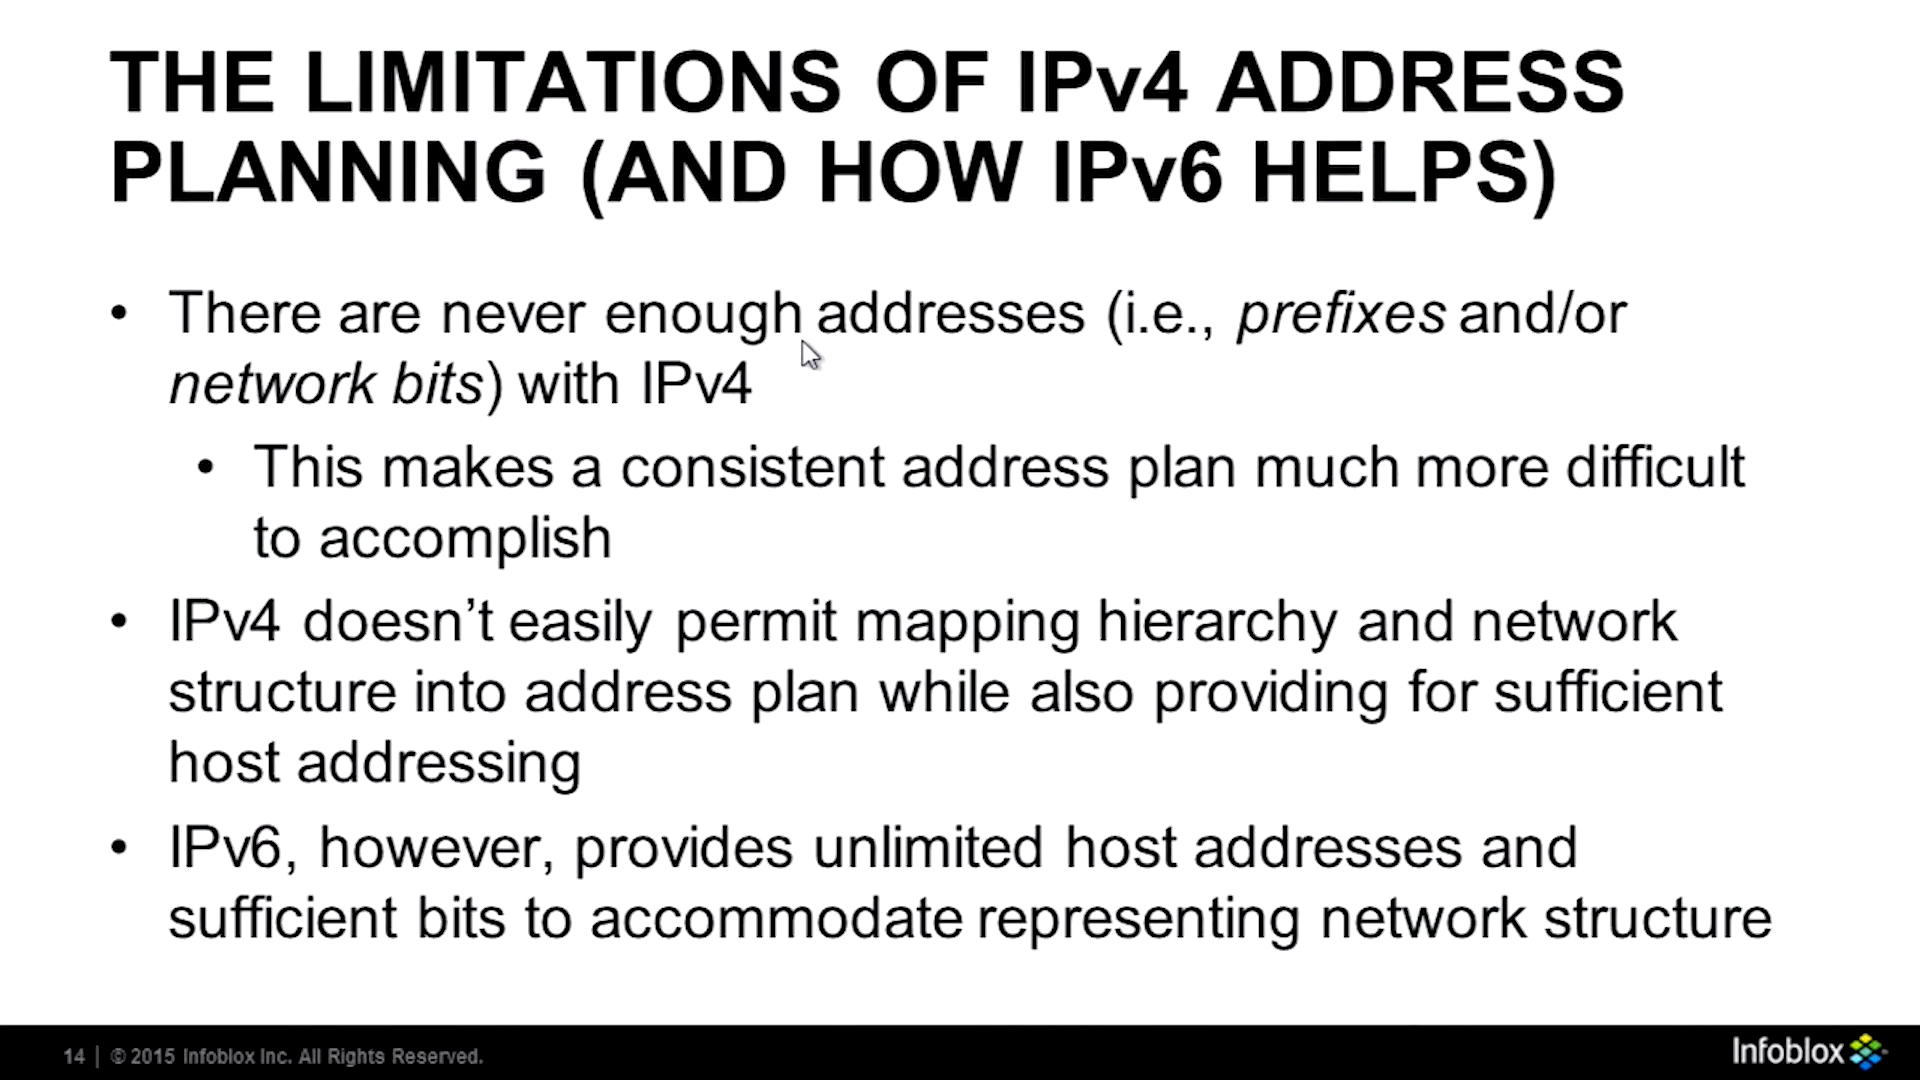 THE LIMITATIONS OF IPv4 ADDRESS
PLANNING (AND HOW IPv6 HELPS)
• There are never enough addresses (i.e., prefixes and/or
network bits) with IPv4
• This makes a consistent address plan much more difficult
to accomplish
• IPv4 doesn’t easily permit mapping hierarchy and network
structure into address plan while also providing for sufficient
host addressing
• IPv6, however, provides unlimited host addresses and
sufficient bits to accommodate representing network structure
14 | © 2015 Infoblox Inc. All Rights Reserved.
Infoblox